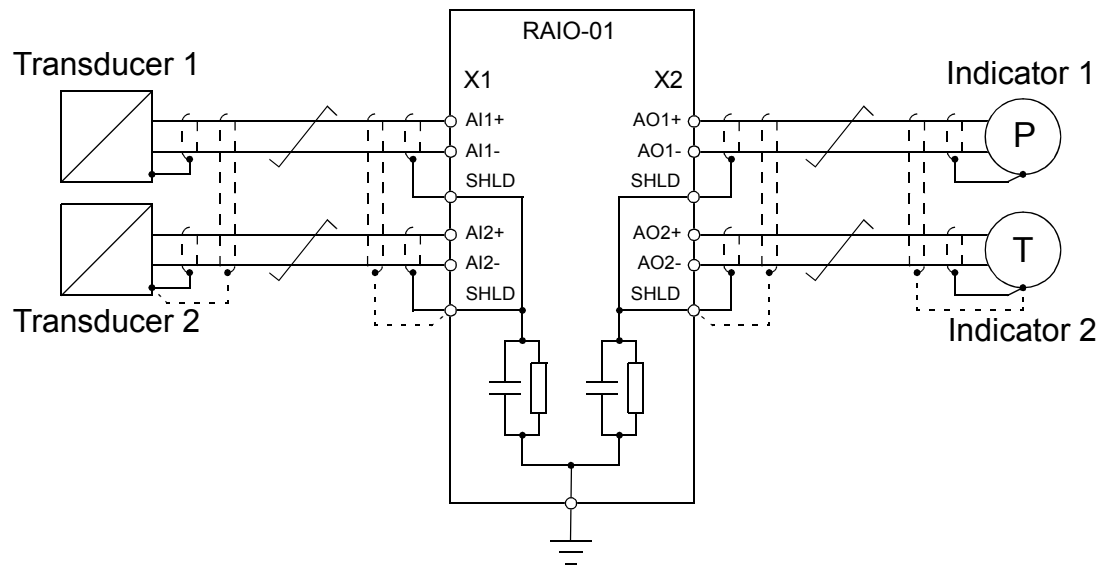 RAIO-01
Transducer 1
X1
X2
Indicator 1
AI1+
AO1+
P
AI1-
AO1-
SHLD
SHLD
AI2+
AO2+
T
AI2-
AO2-
SHLD
SHLD
Transducer 2
Indicator 2